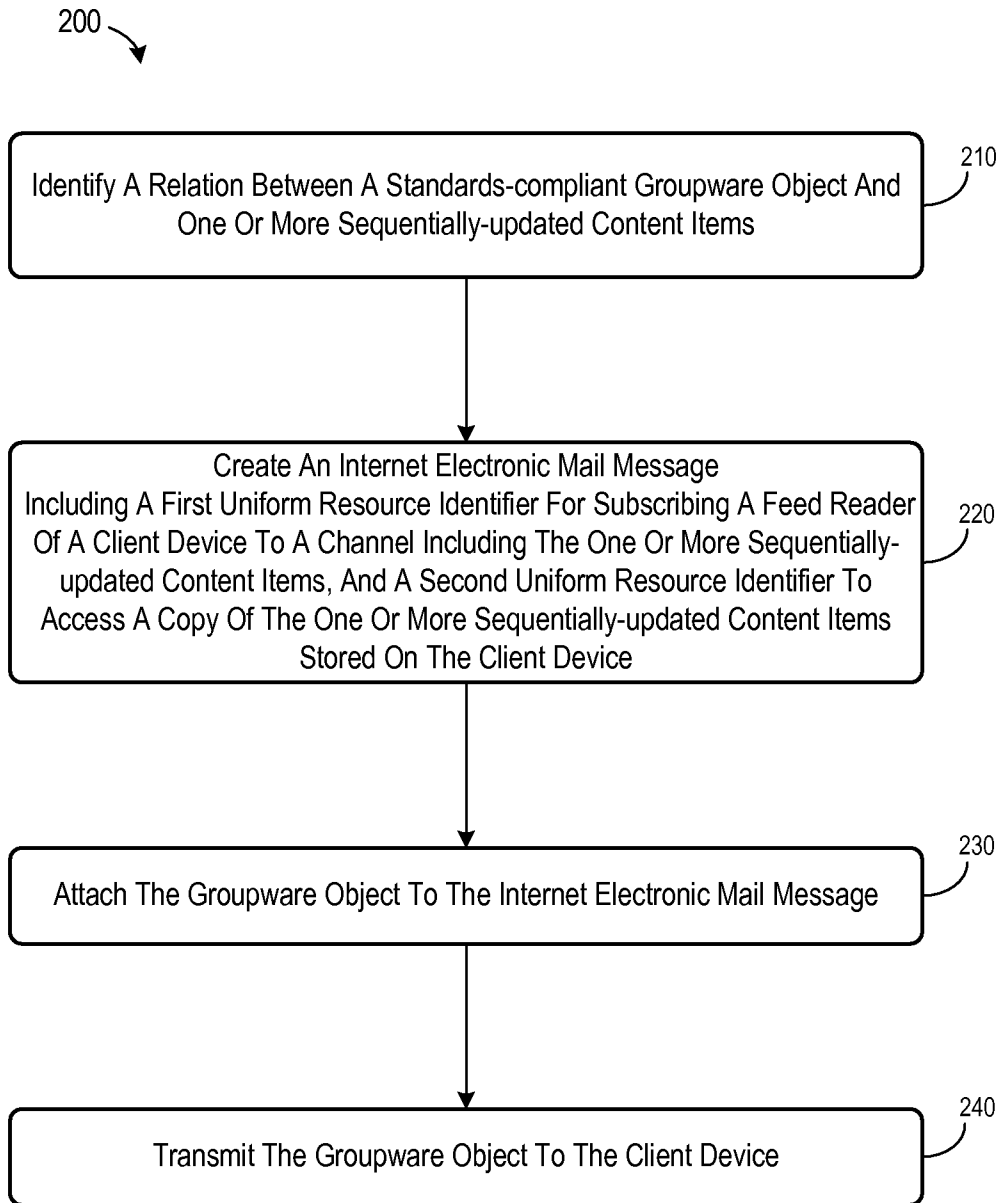 200
Identify A Relation Between A Standards-compliant Groupware Object And
One Or More Sequentially-updated Content Items
210
Create An Internet Electronic Mail Message
Including A First Uniform Resource Identifier For Subscribing A Feed Reader
Of A Client Device To A Channel Including The One Or More Sequentially-
updated Content Items, And A Second Uniform Resource Identifier To
Access A Copy Of The One Or More Sequentially-updated Content Items
Stored On The Client Device
220
Attach The Groupware Object To The Internet Electronic Mail Message
230
Transmit The Groupware Object To The Client Device
240